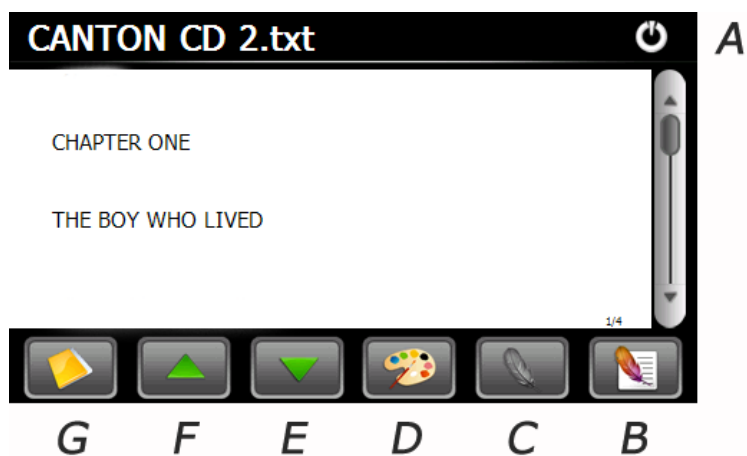 CANTON CD 2.txt
A
CHAPTER ONE
THE BOY WHO LIVED
1/4
G F E D C B